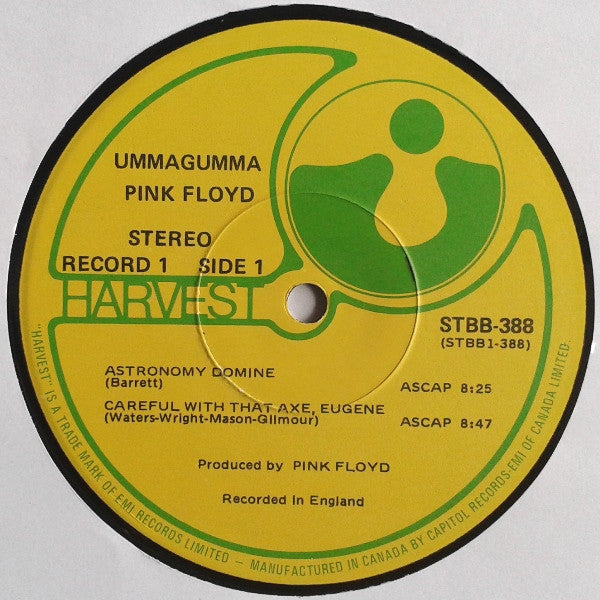 UMMAGUMMA
PINK FLOYD
STEREO
RECORD 1 SIDE 1
HARVEST
STBB-388
(STBB1-388)
ASTRONOMY DOMINE
(Barrett)
ASCAP 8:25
CAREFUL WITH THAT AXE, EUGENE
(Waters-Wright-Mason-Gilmour)
ASCAP 8:47
Produced by PINK FLOYD
Recorded in England
"HARVEST" IS A TRADE MARK OF EMI RECORDS LIMITED — MANUFACTURED IN CANADA BY CAPITOL RECORDS-EMI OF CANADA LIMITED.